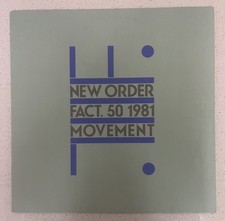 NEW ORDER
FACT. 50 1981
MOVEMENT